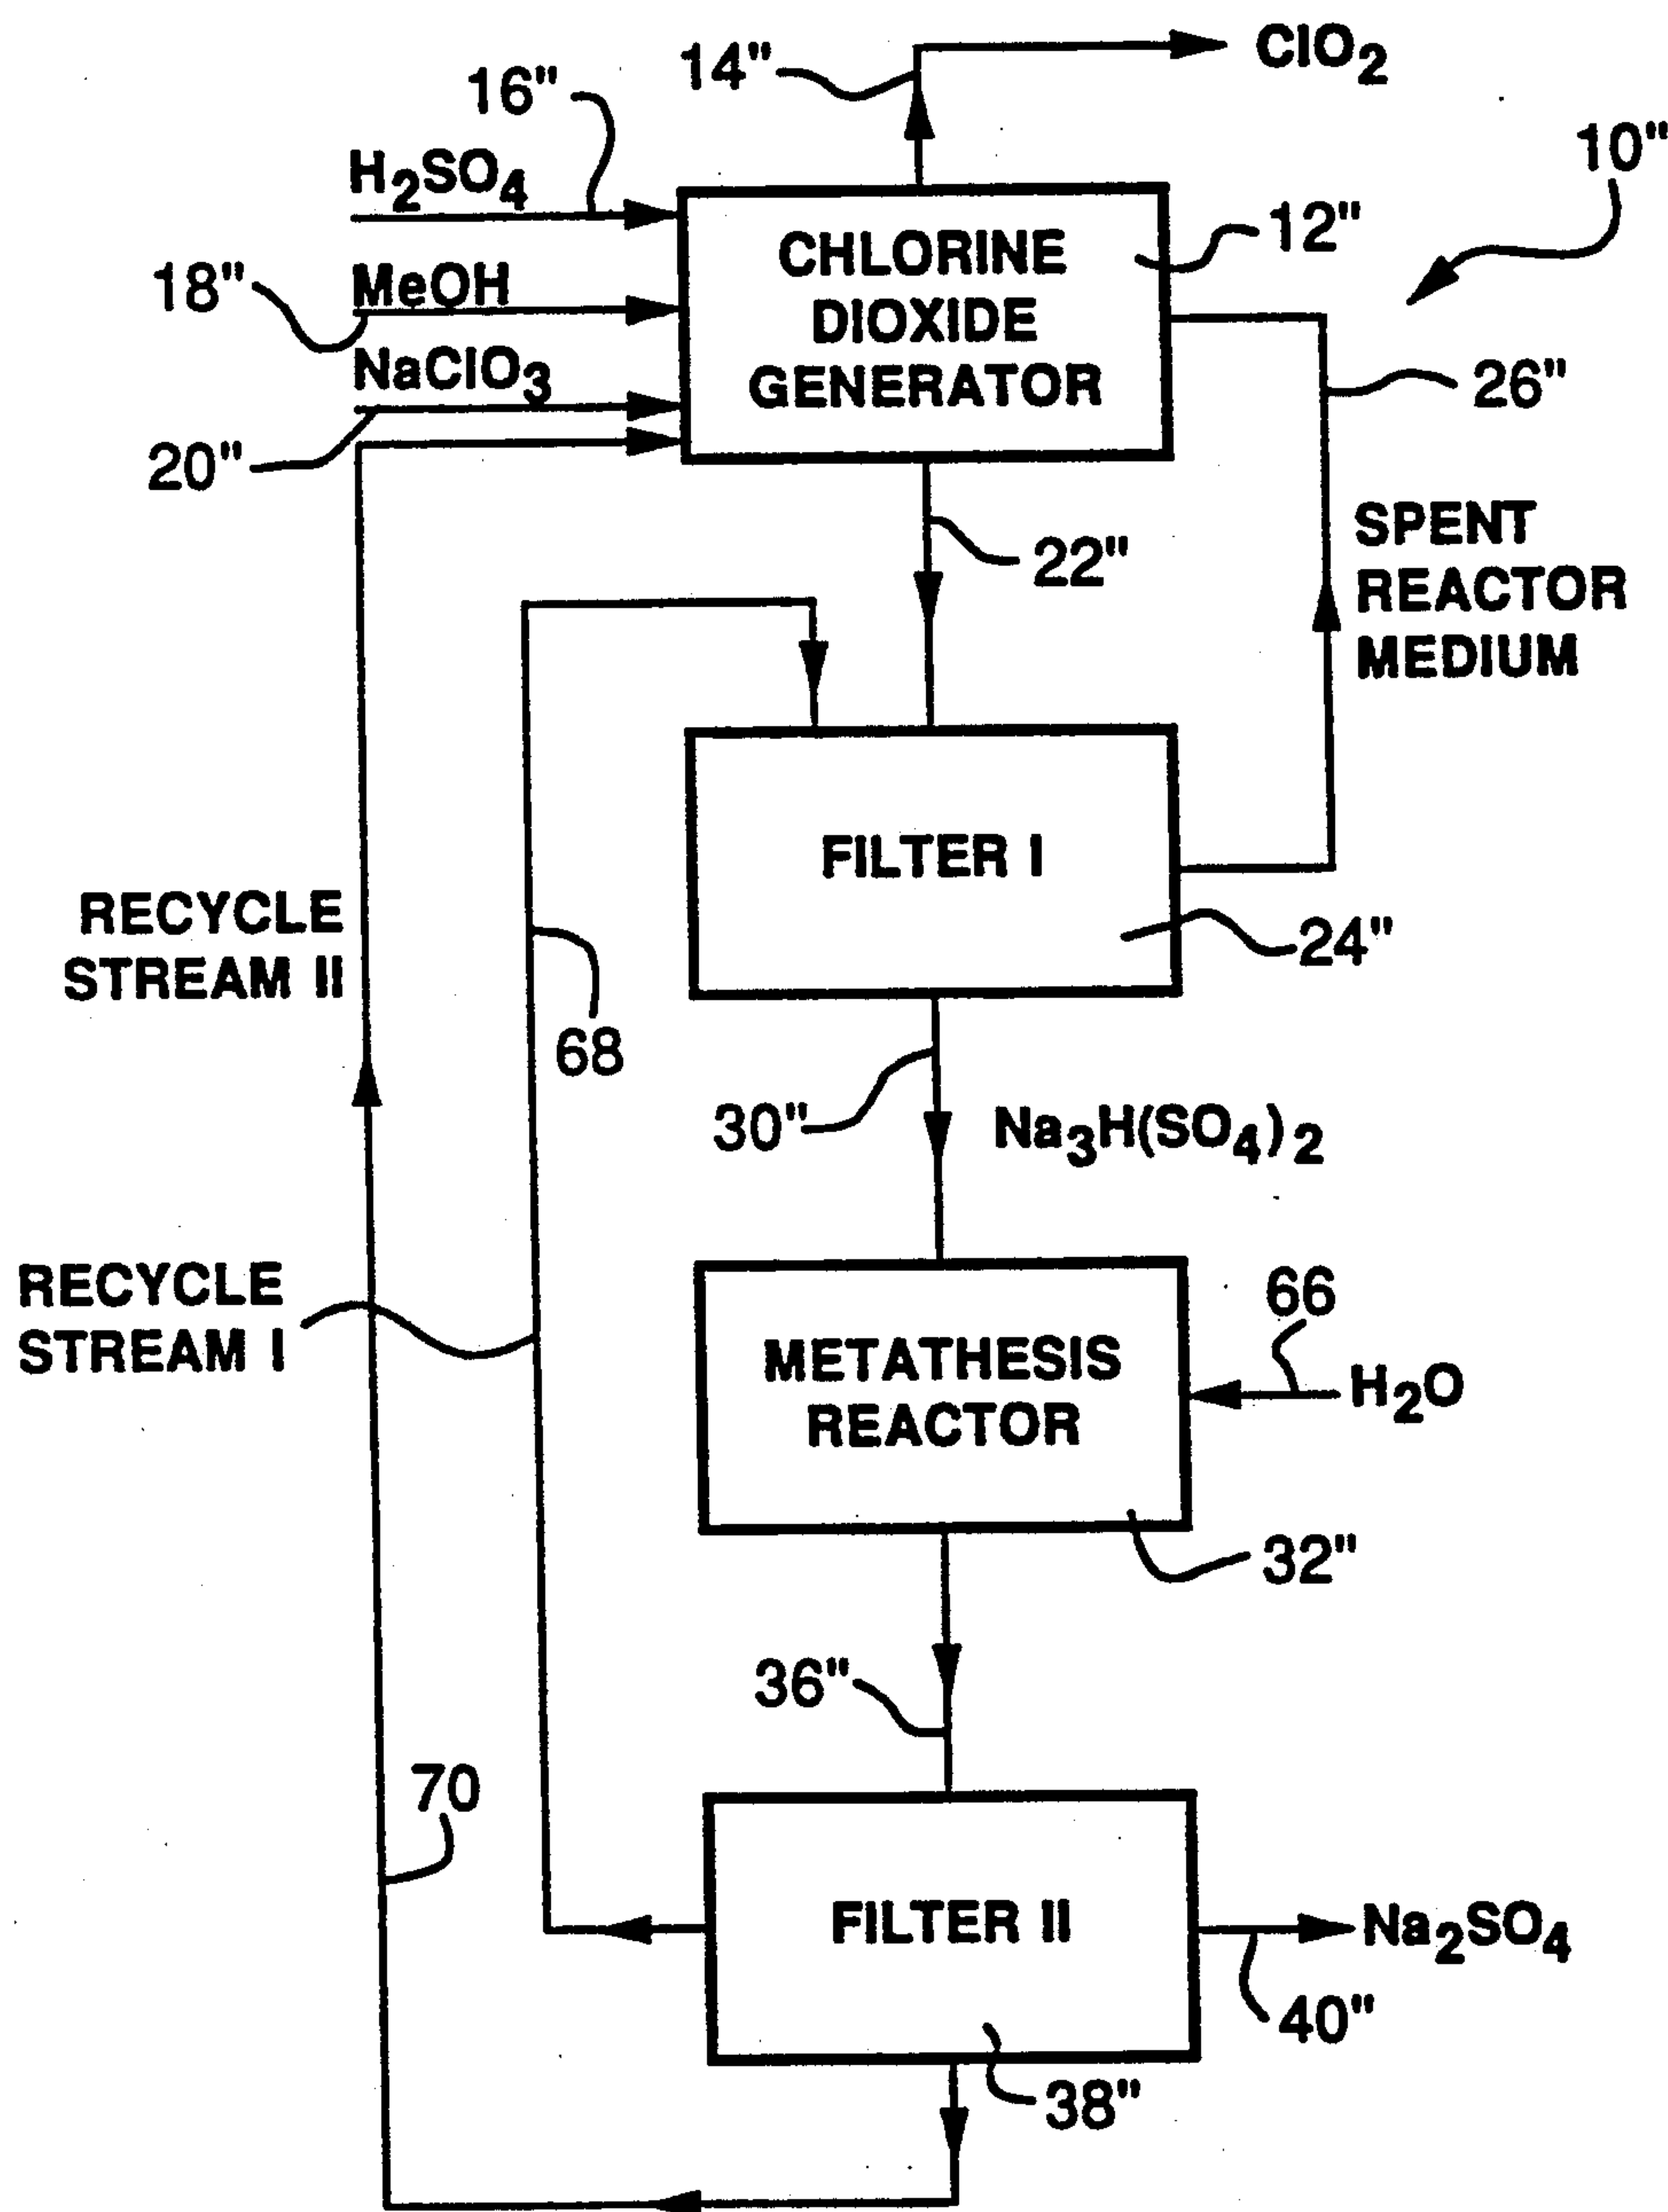 14"
ClO2
16"
10"
H2SO4
CHLORINE
DIOXIDE
GENERATOR
12"
18"
MeOH
NaClO3
26"
20"
SPENT
REACTOR
MEDIUM
22"
FILTER I
RECYCLE
STREAM II
24"
68
30"
Na3H(SO4)2
RECYCLE
STREAM I
66
METATHESIS
REACTOR
H2O
32"
36"
70
FILTER II
Na2SO4
40"
38"